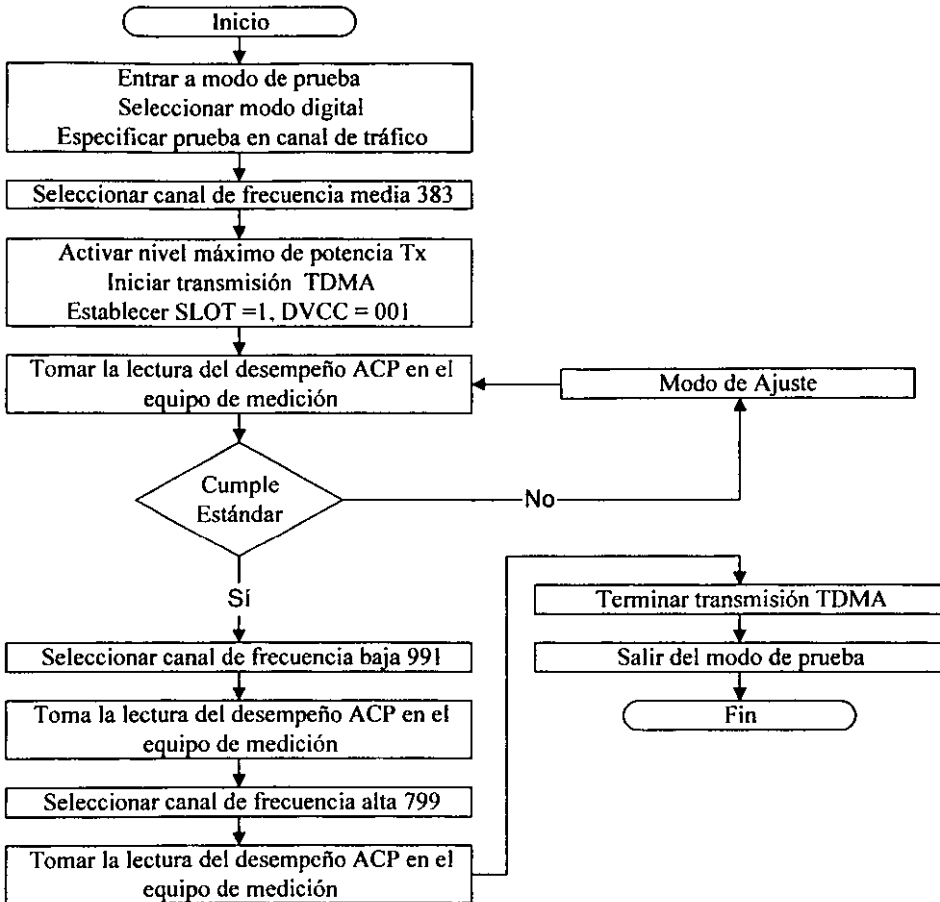 Inicio
Entrar a modo de prueba
Seleccionar modo digital
Especificar prueba en canal de tráfico
Seleccionar canal de frecuencia media 383
Activar nivel máximo de potencia Tx
Iniciar transmisión TDMA
Establecer SLOT =1, DVCC = 001
Tomar la lectura del desempeño ACP en el
equipo de medición
Modo de Ajuste
Cumple
Estándar
No
Sí
Seleccionar canal de frecuencia baja 991
Toma la lectura del desempeño ACP en el
equipo de medición
Seleccionar canal de frecuencia alta 799
Tomar la lectura del desempeño ACP en el
equipo de medición
Terminar transmisión TDMA
Salir del modo de prueba
Fin